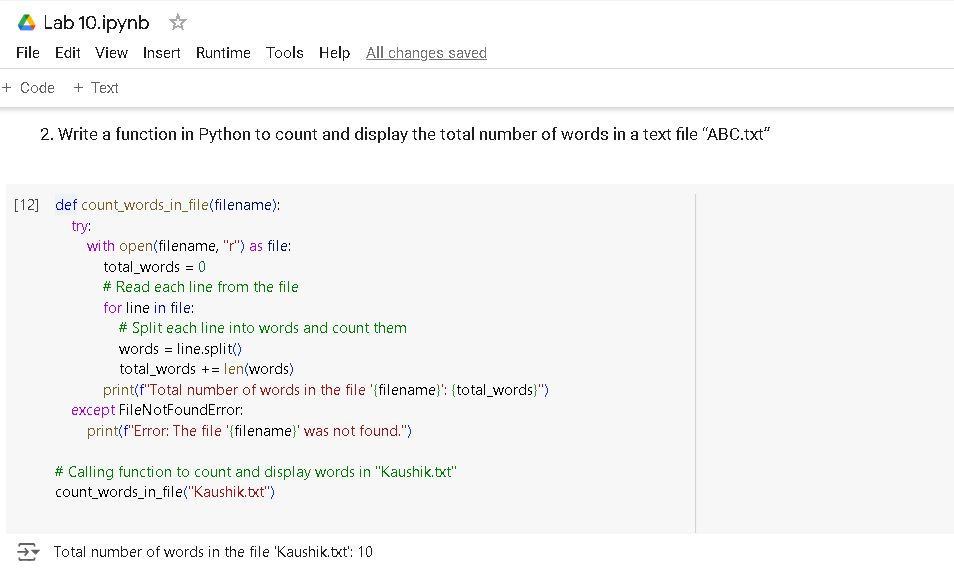 Lab 10.ipynb
File Edit View Insert Runtime Tools Help All changes saved
+ Code + Text
2. Write a function in Python to count and display the total number of words in a text file “ABC.txt”
[12] def count_words_in_file(filename):
try:
with open(filename, "r") as file:
total_words = 0
# Read each line from the file
for line in file:
# Split each line into words and count them
words = line.split()
total_words += len(words)
print(f"Total number of words in the file '{filename}': {total_words}")
except FileNotFoundError:
print(f"Error: The file '{filename}' was not found.")
# Calling function to count and display words in "Kaushik.txt"
count_words_in_file("Kaushik.txt")
Total number of words in the file 'Kaushik.txt': 10